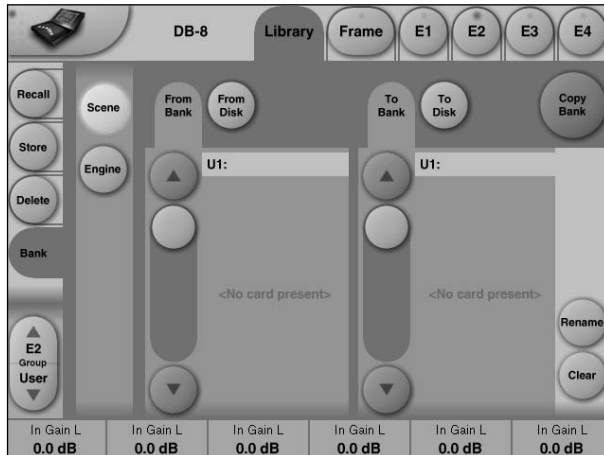 DB-8
Library
Frame
E1
E2
E3
E4
Recall
Store
Delete
Bank
Scene
Engine
From
Bank
From
Disk
To
Bank
To
Disk
Copy
Bank
U1:
U1:
<No card present>
<No card present>
E2
Group
User
Rename
Clear
In Gain L
In Gain L
In Gain L
In Gain L
In Gain L
In Gain L
0.0 dB
0.0 dB
0.0 dB
0.0 dB
0.0 dB
0.0 dB